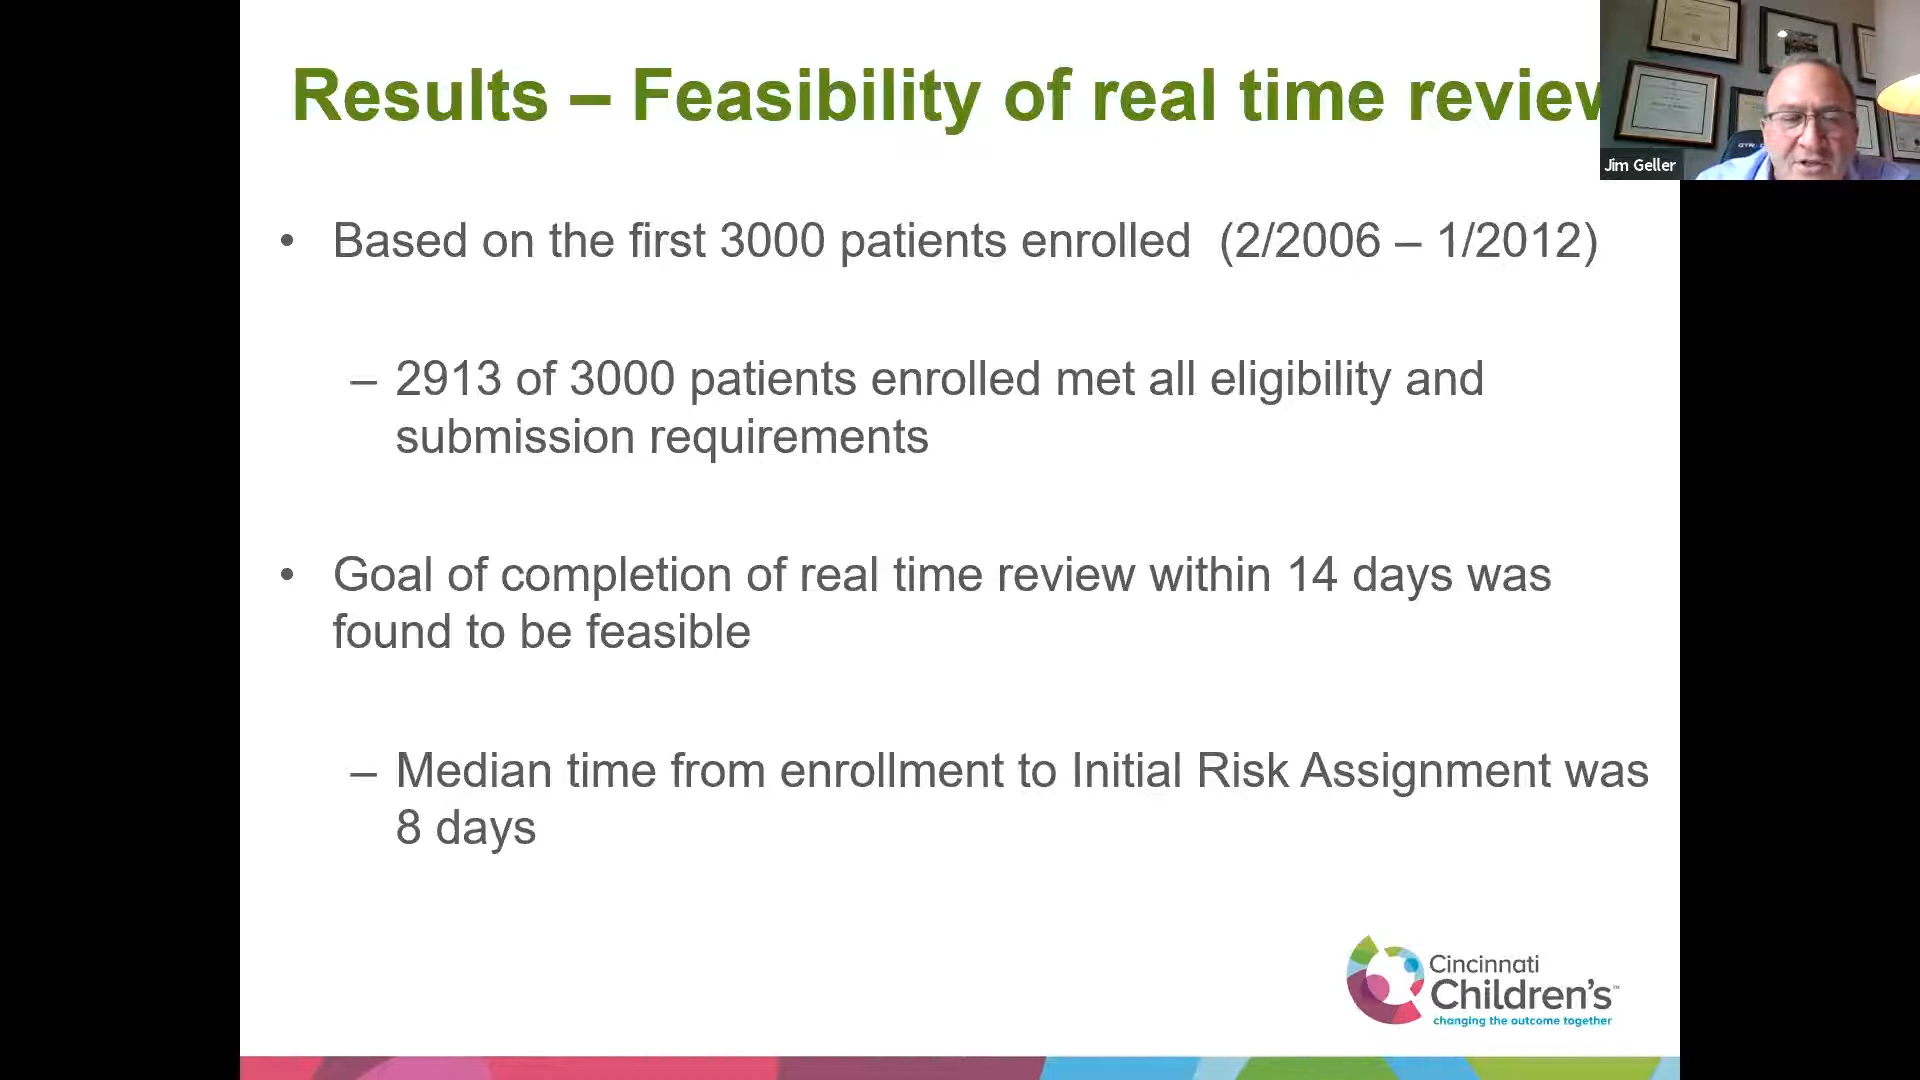 Results – Feasibility of real time review
Jim Geller
• Based on the first 3000 patients enrolled (2/2006 – 1/2012)
– 2913 of 3000 patients enrolled met all eligibility and
submission requirements
• Goal of completion of real time review within 14 days was
found to be feasible
– Median time from enrollment to Initial Risk Assignment was
8 days
Cincinnati
Children's™
changing the outcome together